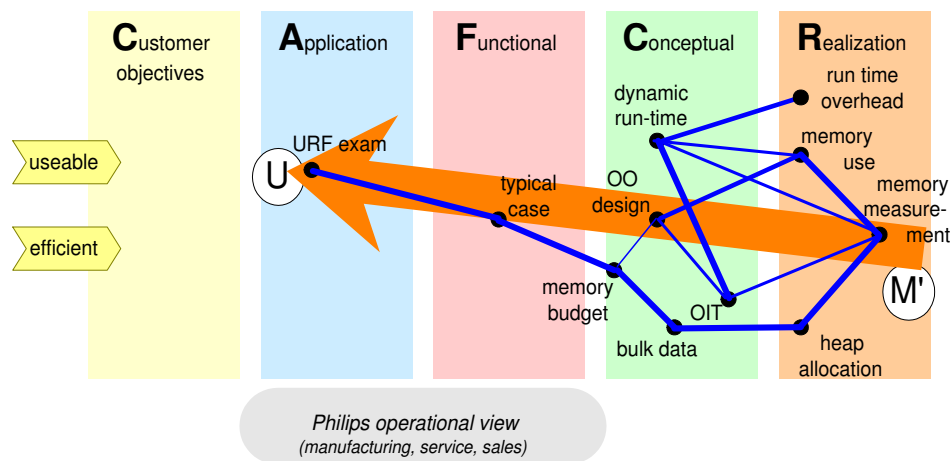 Customer
objectives
Application
Functional
Conceptual
Realization
useable
efficient
U
URF exam
typical
case
dynamic
run-time
OO
design
memory
budget
OIT
bulk data
run time
overhead
memory
use
memory
measure-
ment
M'
heap
allocation
Philips operational view
(manufacturing, service, sales)